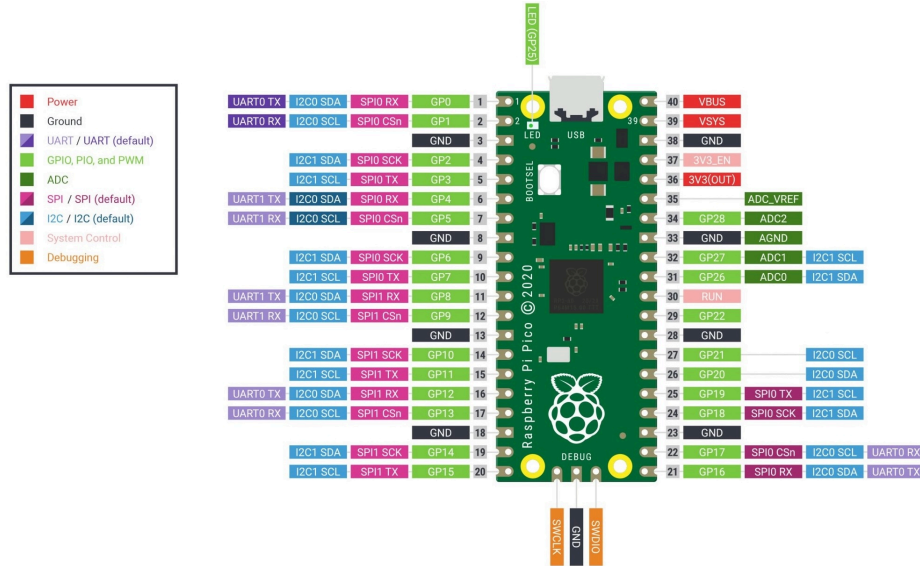 LED (GP25)
Power
Ground
UART / UART (default)
GPIO, PIO, and PWM
ADC
SPI / SPI (default)
I2C / I2C (default)
System Control
Debugging
UART0 TX I2C0 SDA SPI0 RX GP0 1
UART0 RX I2C0 SCL SPI0 CSn GP1 2
GND 3
I2C1 SDA SPI0 SCK GP2 4
I2C1 SCL SPI0 TX GP3 5
UART1 TX I2C0 SDA SPI0 RX GP4 6
UART1 RX I2C0 SCL SPI0 CSn GP5 7
GND 8
I2C1 SDA SPI0 SCK GP6 9
I2C1 SCL SPI0 TX GP7 10
UART1 TX I2C0 SDA SPI1 RX GP8 11
UART1 RX I2C0 SCL SPI1 CSn GP9 12
GND 13
I2C1 SDA SPI1 SCK GP10 14
I2C1 SCL SPI1 TX GP11 15
UART0 TX I2C0 SDA SPI1 RX GP12 16
UART0 RX I2C0 SCL SPI1 CSn GP13 17
GND 18
I2C1 SDA SPI1 SCK GP14 19
I2C1 SCL SPI1 TX GP15 20
1
2
39
LED
USB
BOOTSEL
Raspberry Pi Pico © 2020
DEBUG
40 VBUS
39 VSYS
38 GND
37 3V3_EN
36 3V3(OUT)
35 ADC_VREF
34 GP28 ADC2
33 GND AGND
32 GP27 ADC1 I2C1 SCL
31 GP26 ADC0 I2C1 SDA
30 RUN
29 GP22
28 GND
27 GP21 I2C0 SCL
26 GP20 I2C0 SDA
25 GP19 SPI0 TX I2C1 SCL
24 GP18 SPI0 SCK I2C1 SDA
23 GND
22 GP17 SPI0 CSn I2C0 SCL UART0 RX
21 GP16 SPI0 RX I2C0 SDA UART0 TX
SWCLK
GND
SWDIO